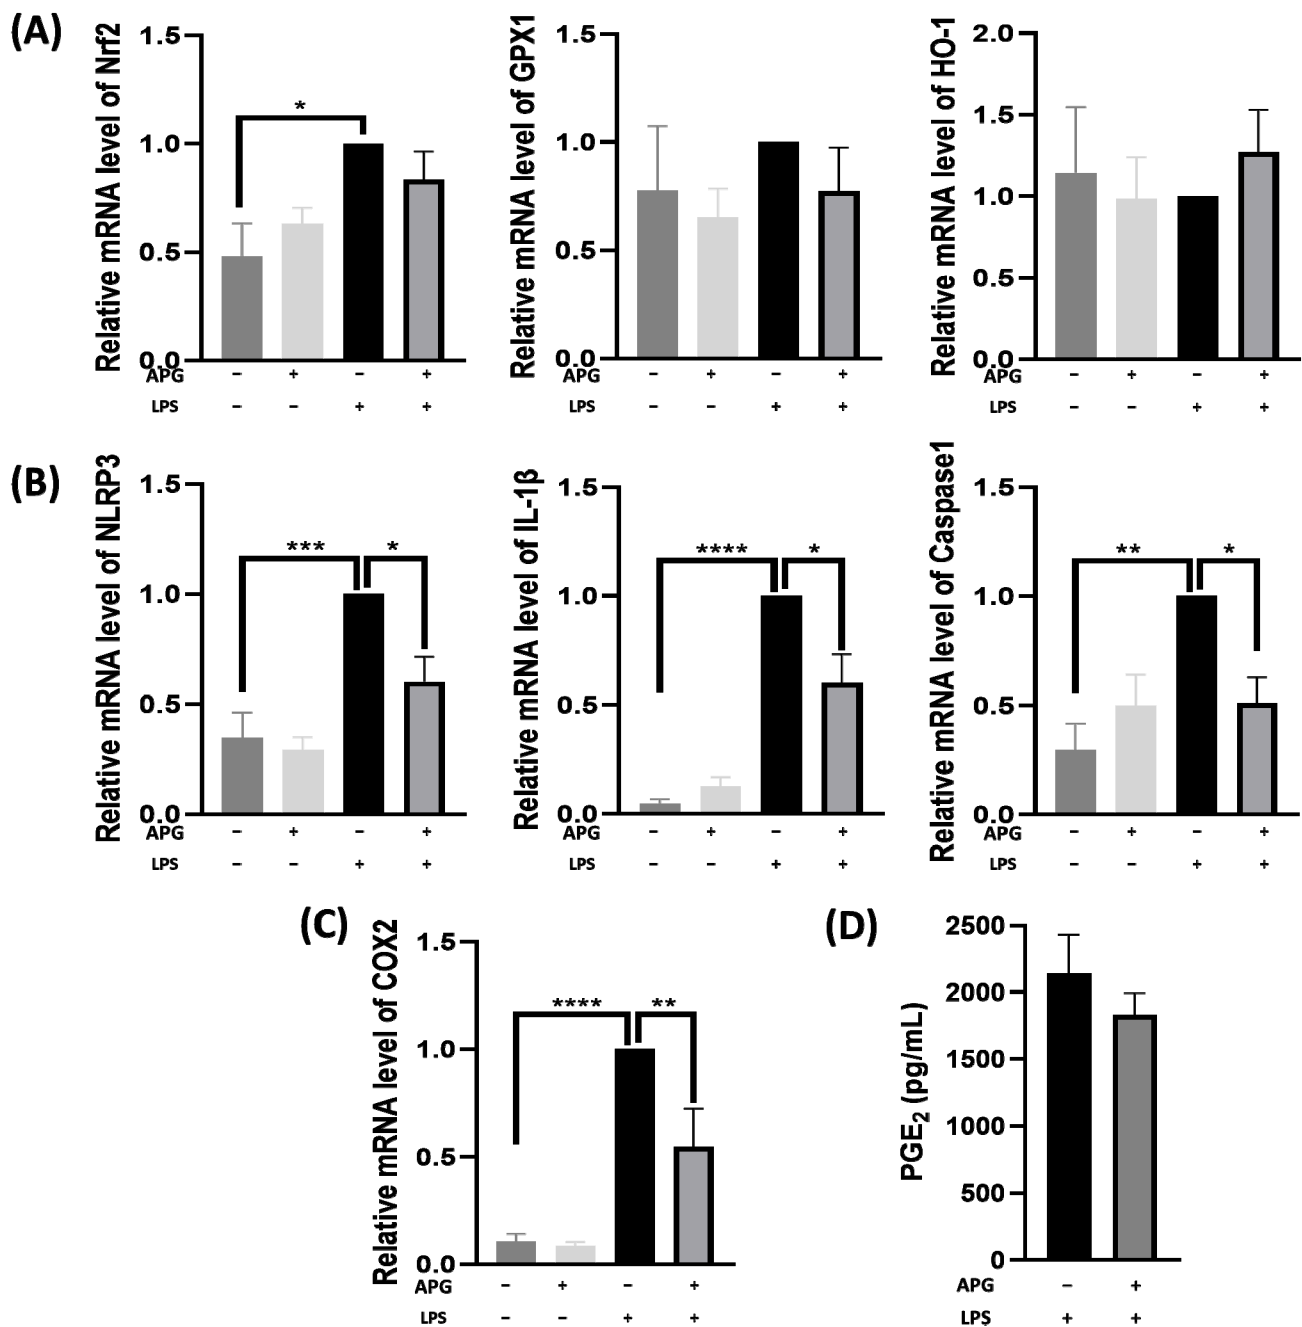 (A)
Relative mRNA level of Nrf2
1.5
1.0
0.5
0.0
*
APG − + − +
LPS − − + +
Relative mRNA level of GPX1
1.5
1.0
0.5
0.0
APG − + − +
LPS − − + +
Relative mRNA level of HO-1
2.0
1.5
1.0
0.5
0.0
APG − + − +
LPS − − + +
(B)
Relative mRNA level of NLRP3
1.5
1.0
0.5
0.0
*** *
APG − + − +
LPS − − + +
Relative mRNA level of IL-1β
1.5
1.0
0.5
0.0
**** *
APG − + − +
LPS − − + +
Relative mRNA level of Caspase1
1.5
1.0
0.5
0.0
** *
APG − + − +
LPS − − + +
(C)
Relative mRNA level of COX2
1.5
1.0
0.5
0.0
**** **
APG − + − +
LPS − − + +
(D)
PGE₂ (pg/mL)
2500
2000
1500
1000
500
0
APG − +
LPS + +